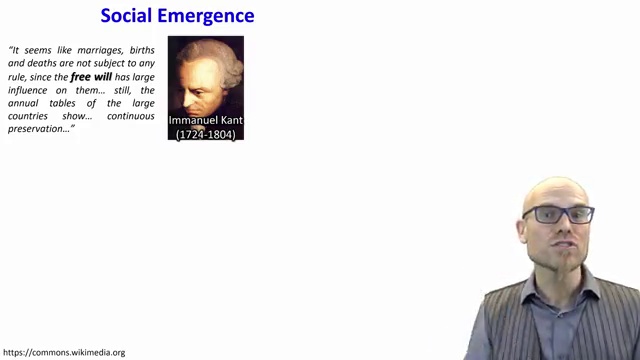 Social Emergence
"It seems like marriages, births
and deaths are not subject to any
rule, since the free will has large
influence on them... still, the
annual tables of the large
countries show... continuous
preservation..."
Immanuel Kant
(1724-1804)
https://commons.wikimedia.org